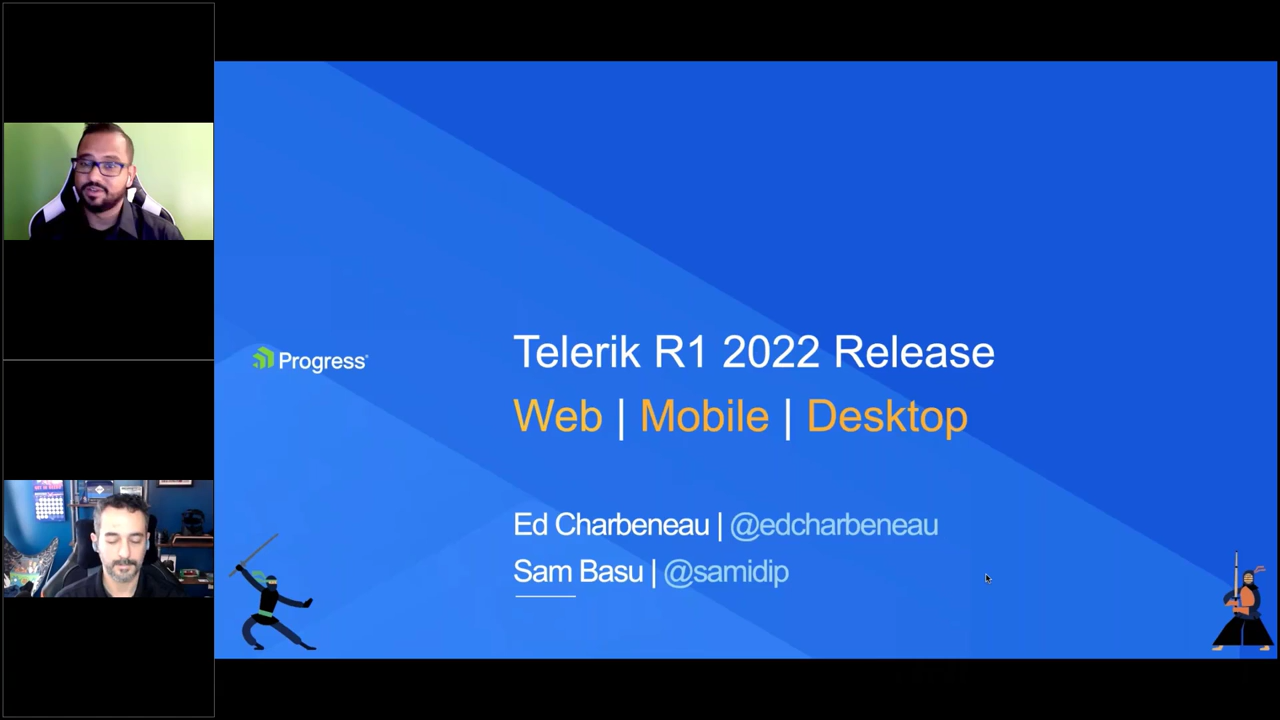 Progress®
Telerik R1 2022 Release
Web | Mobile | Desktop
Ed Charbeneau | @edcharbeneau
Sam Basu | @samidip